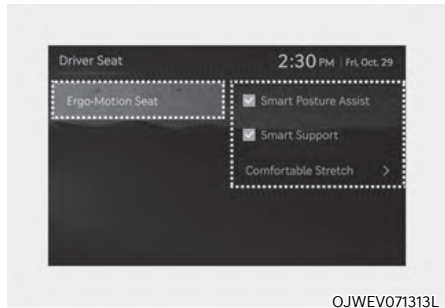 Driver Seat
2:30 PM Fri, Oct. 29
Ergo-Motion Seat
Smart Posture Assist
Smart Support
Comfortable Stretch >
OJWEV071313L